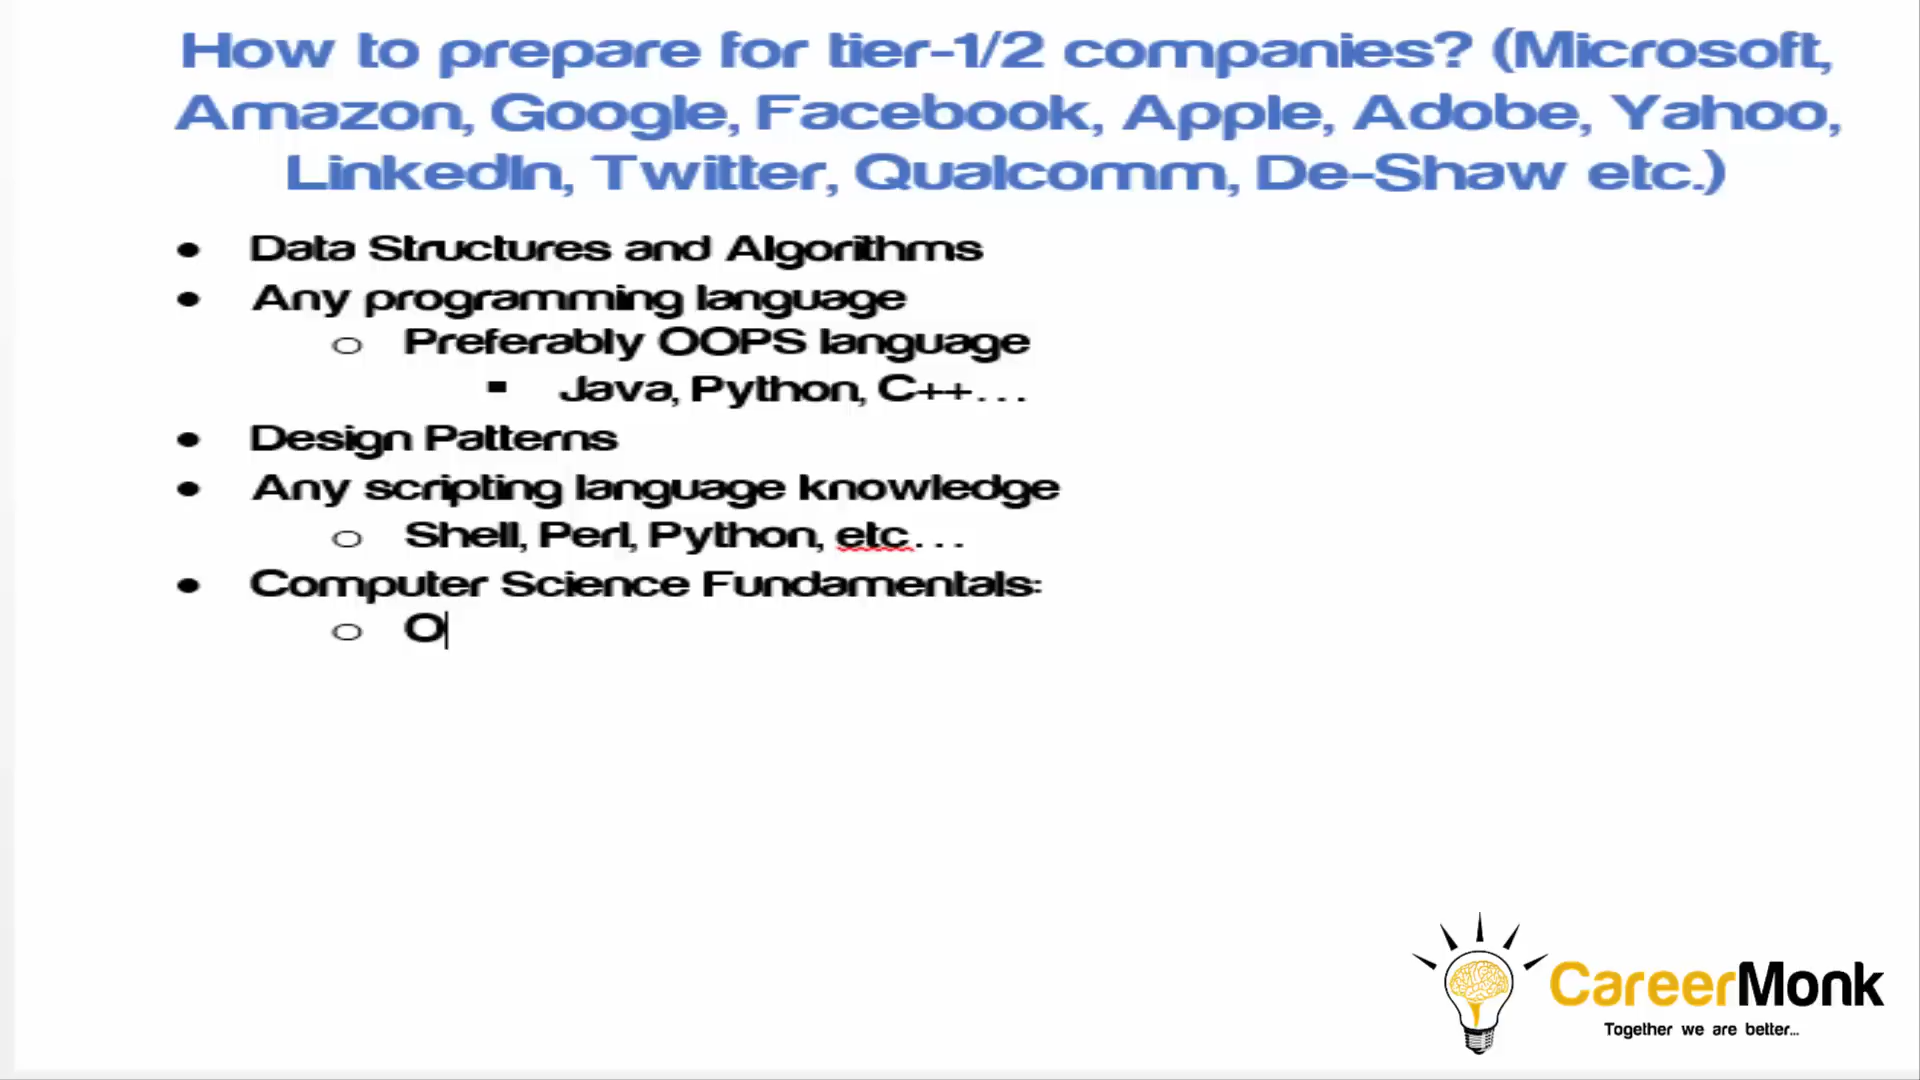 How to prepare for tier-1/2 companies? (Microsoft,
Amazon, Google, Facebook, Apple, Adobe, Yahoo,
LinkedIn, Twitter, Qualcomm, De-Shaw etc.)
• Data Structures and Algorithms
• Any programming language
○ Preferably OOPS language
▪ Java, Python, C++...
• Design Patterns
• Any scripting language knowledge
○ Shell, Perl, Python, etc...
• Computer Science Fundamentals:
○ O
CareerMonk
Together we are better...